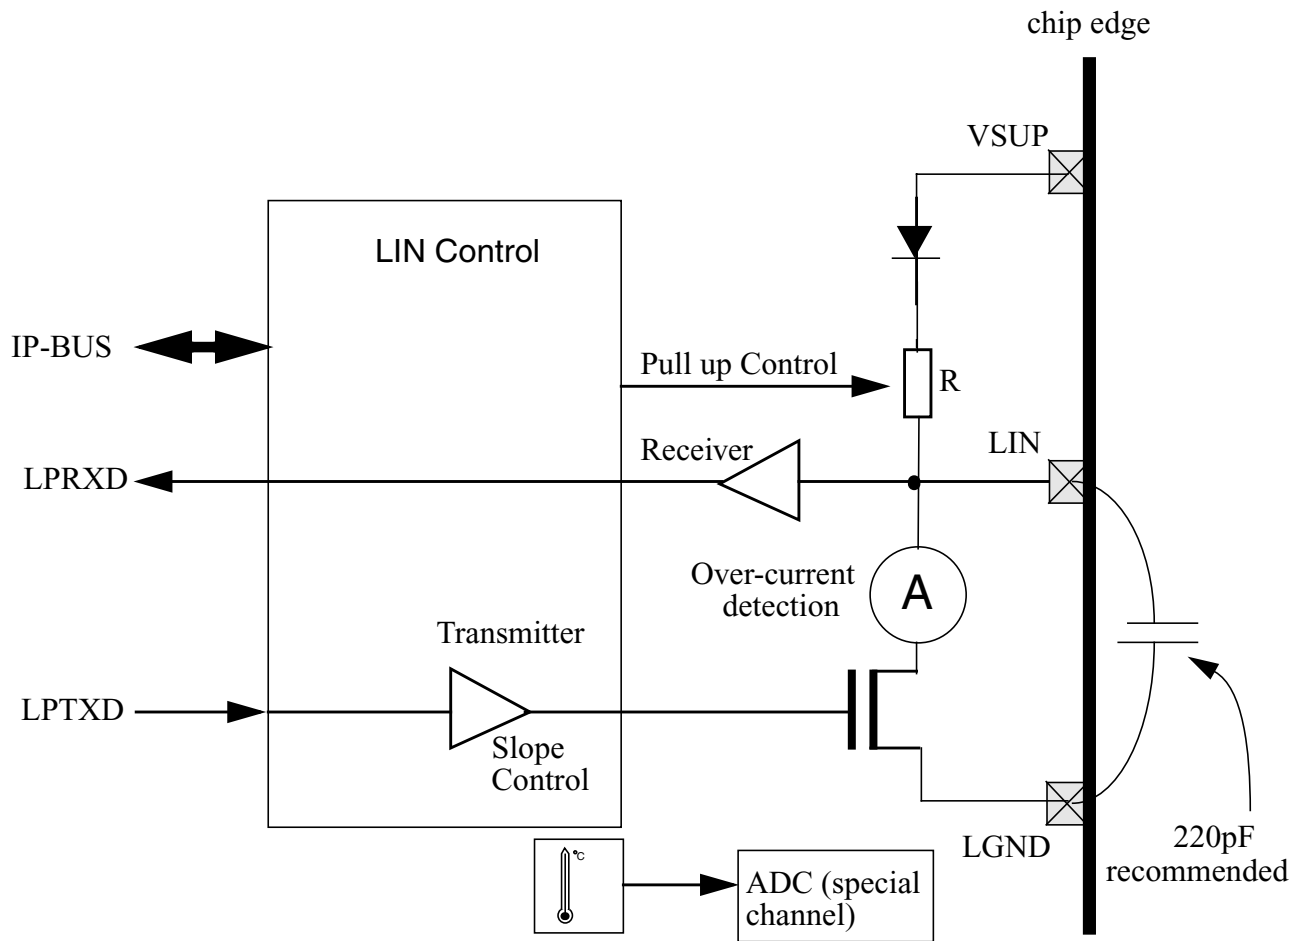 chip edge
VSUP
LIN Control
IP-BUS
Pull up Control
R
Receiver
LIN
LPRXD
Over-current
detection
A
Transmitter
LPTXD
Slope
Control
LGND
220pF
recommended
°C
ADC (special
channel)